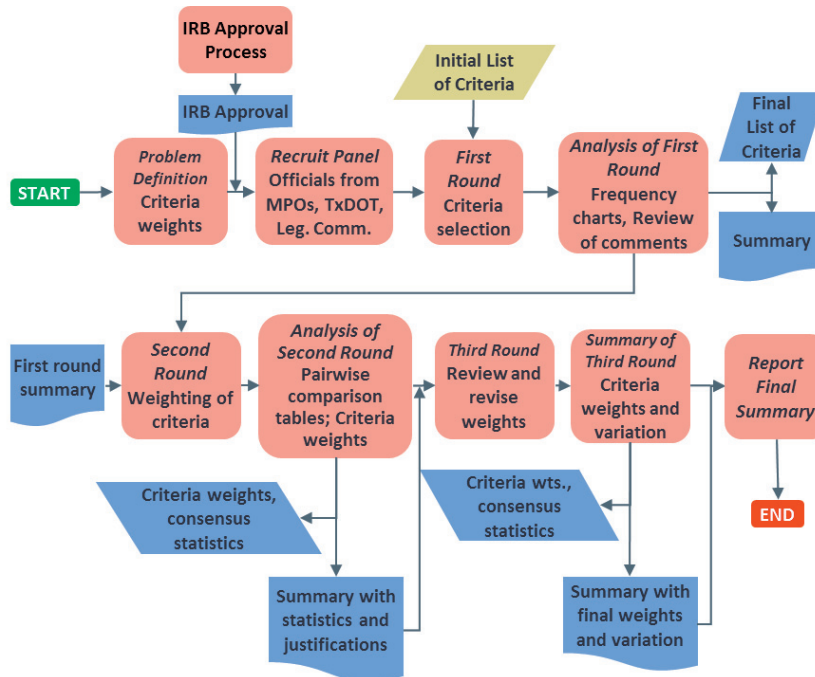 IRB Approval
Process
IRB Approval
Initial List
of Criteria
START
Problem
Definition
Criteria
weights
Recruit Panel
Officials from
MPOs, TxDOT,
Leg. Comm.
First
Round
Criteria
selection
Analysis of First
Round
Frequency
charts, Review
of comments
Final
List of
Criteria
Summary
First round
summary
Second
Round
Weighting of
criteria
Analysis of
Second Round
Pairwise
comparison
tables; Criteria
weights
Third Round
Review and
revise
weights
Summary of
Third Round
Criteria
weights and
variation
Report
Final
Summary
Criteria weights,
consensus
statistics
Criteria wts.,
consensus
statistics
END
Summary with
statistics and
justifications
Summary with
final weights
and variation